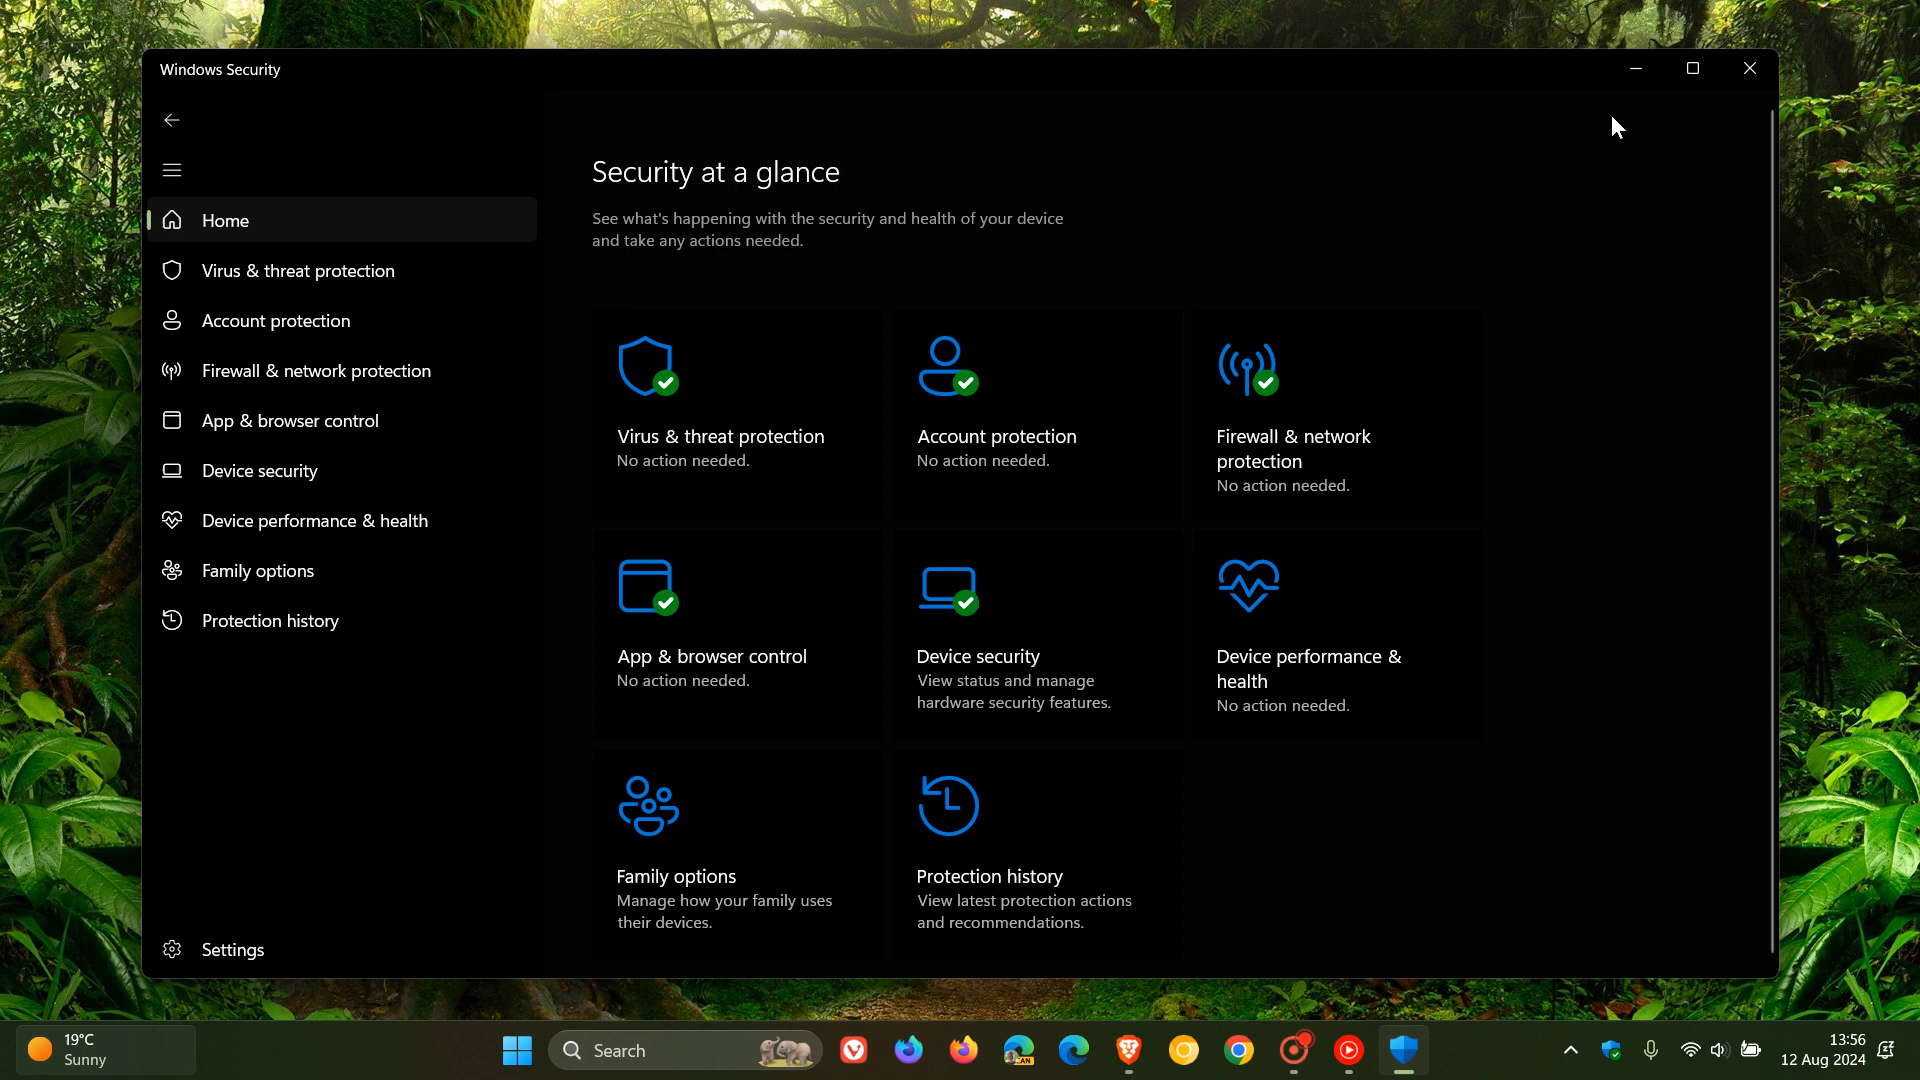 Windows Security
Home
Virus & threat protection
Account protection
Firewall & network protection
App & browser control
Device security
Device performance & health
Family options
Protection history
Settings
Security at a glance
See what's happening with the security and health of your device
and take any actions needed.
Virus & threat protection
No action needed.
Account protection
No action needed.
Firewall & network
protection
No action needed.
App & browser control
No action needed.
Device security
View status and manage
hardware security features.
Device performance &
health
No action needed.
Family options
Manage how your family uses
their devices.
Protection history
View latest protection actions
and recommendations.
19°C
Sunny
Search
CAN
13:56
12 Aug 2024